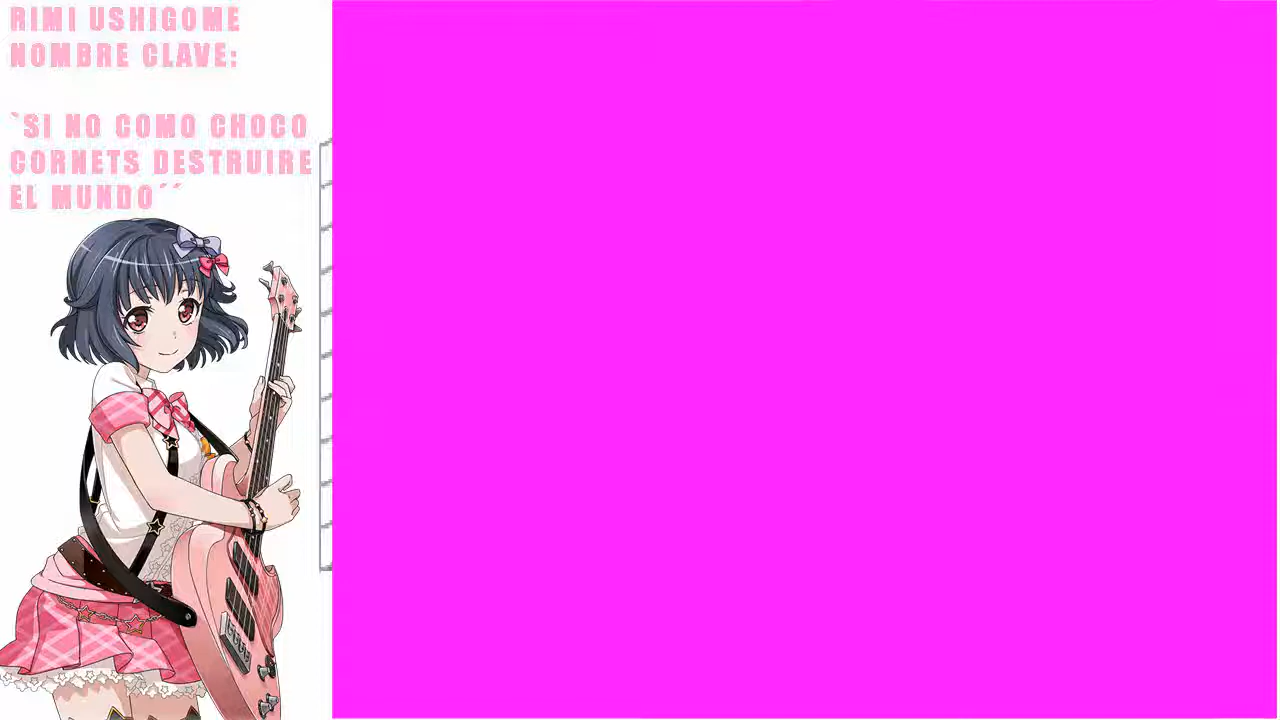 RIMI USHIGOME
NOMBRE CLAVE:
`SI NO COMO CHOCO
CORNETS DESTRUIRE
EL MUNDO´´